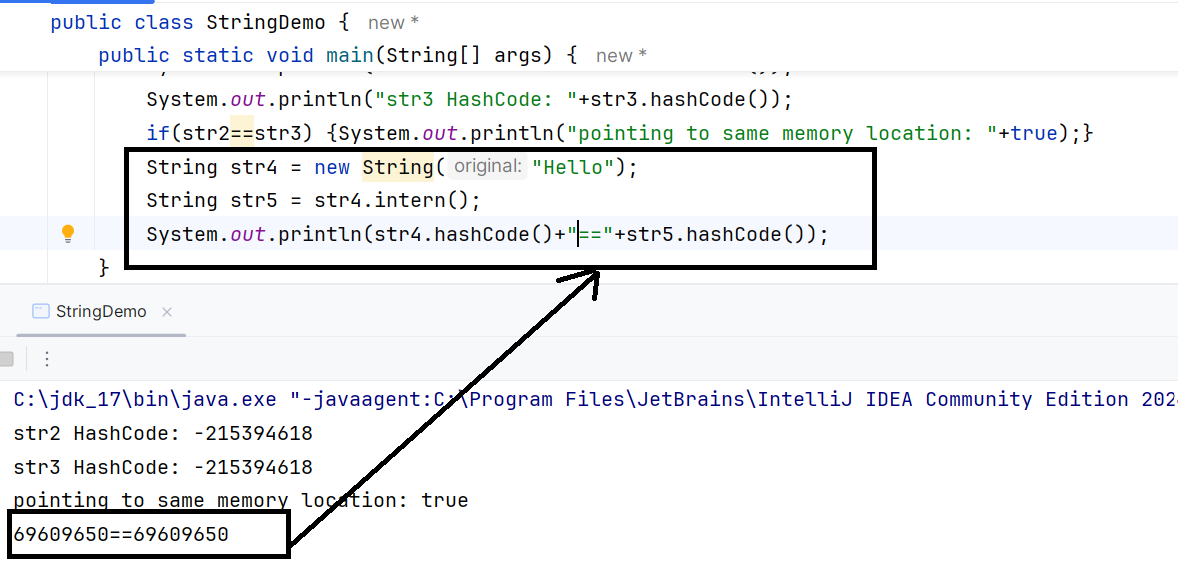 public class StringDemo { new *
public static void main(String[] args) { new *
System.out.println("str3 HashCode: "+str3.hashCode());
if(str2==str3) {System.out.println("pointing to same memory location: "+true);}
String str4 = new String( original: "Hello");
String str5 = str4.intern();
System.out.println(str4.hashCode()+"=="+str5.hashCode());
}
StringDemo ×
C:\jdk_17\bin\java.exe "-javaagent:C:\Program Files\JetBrains\IntelliJ IDEA Community Edition
str2 HashCode: -215394618
str3 HashCode: -215394618
pointing to same memory location: true
69609650==69609650